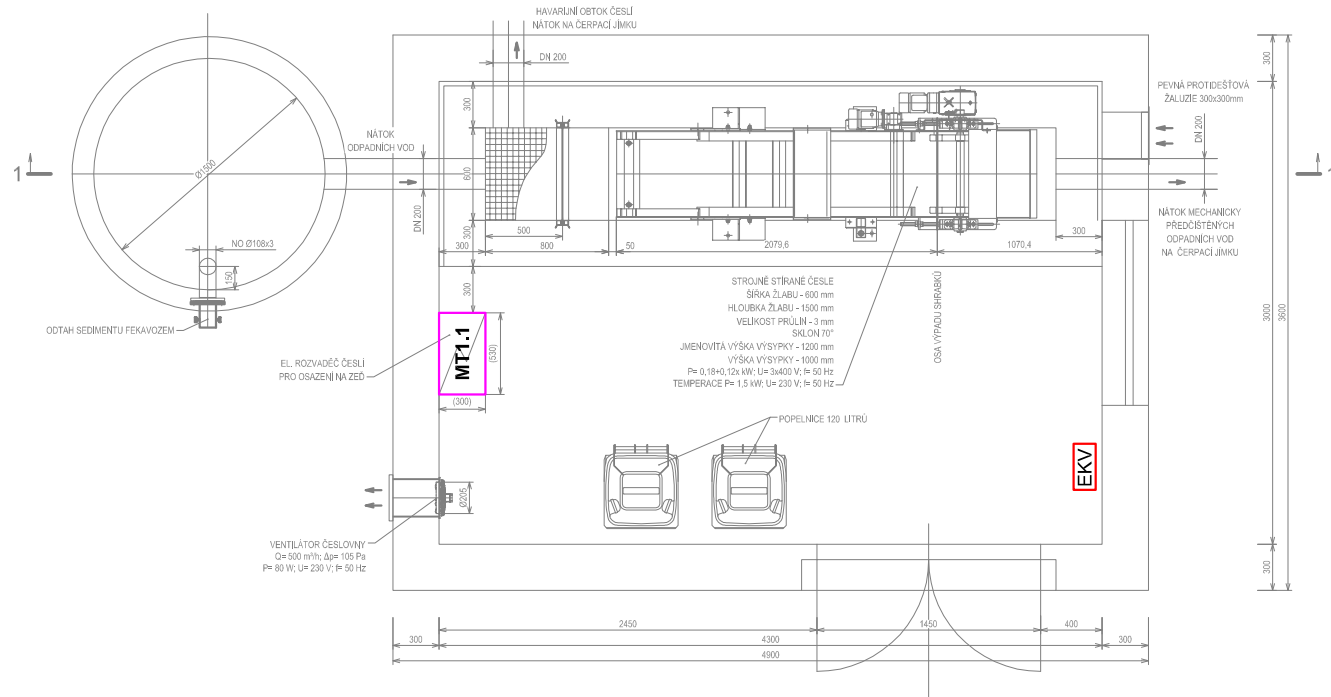 HAVARIJNÍ OBTOK ČESLÍ
NÁTOK NA ČERPACÍ JÍMKU
DN 200
300
PEVNÁ PROTIDEŠŤOVÁ
ŽALUZIE 300x300mm
NÁTOK
ODPADNÍCH VOD
DN 200
1
Ø1500
600
DN 200
1
3000
3600
NO Ø108x3
150
300
300
500
800
50
2079,6
1070,4
300
NÁTOK MECHANICKY
PŘEDČIŠTĚNÝCH
ODPADNÍCH VOD
NA ČERPACÍ JÍMKU
300
ODTAH SEDIMENTU FEKAVOZEM
STROJNĚ STÍRANÉ ČESLE
ŠÍŘKA ŽLABU - 600 mm
HLOUBKA ŽLABU - 1500 mm
VELIKOST PRŮLIN - 3 mm
SKLON 70°
JMENOVITÁ VÝŠKA VÝSYPKY - 1200 mm
VÝŠKA VÝSYPKY - 1000 mm
P= 0,18+0,12x kW; U= 3x400 V; f= 50 Hz
TEMPERACE P= 1,5 kW; U= 230 V; f= 50 Hz
OSA VÝPADU SHRABKŮ
EL. ROZVADĚČ ČESLÍ
PRO OSAZENÍ NA ZEĎ
MT1.1
(530)
(300)
POPELNICE 120 LITRŮ
EKV
Ø205
VENTILÁTOR ČESLOVNY
Q= 500 m³/h; Δp= 105 Pa
P= 80 W; U= 230 V; f= 50 Hz
300
300
2450
1450
400
300
4300
4900
300